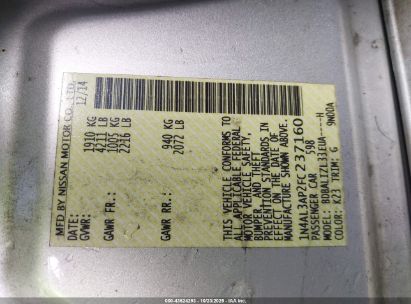 MFD BY NISSAN MOTOR CO., LTD.
DATE: 12/14
GVWR: 1910 KG
4211 LB
GAWR FR.: 1005 KG
2216 LB
GAWR RR.: 940 KG
2072 LB
THIS VEHICLE CONFORMS TO
ALL APPLICABLE FEDERAL
MOTOR VEHICLE SAFETY,
BUMPER, AND THEFT
PREVENTION STANDARDS IN
EFFECT ON THE DATE OF
MANUFACTURE SHOWN ABOVE.
1N4AL3AP2FC237160
PASSENGER CAR
COLOR: K23 TRIM: G